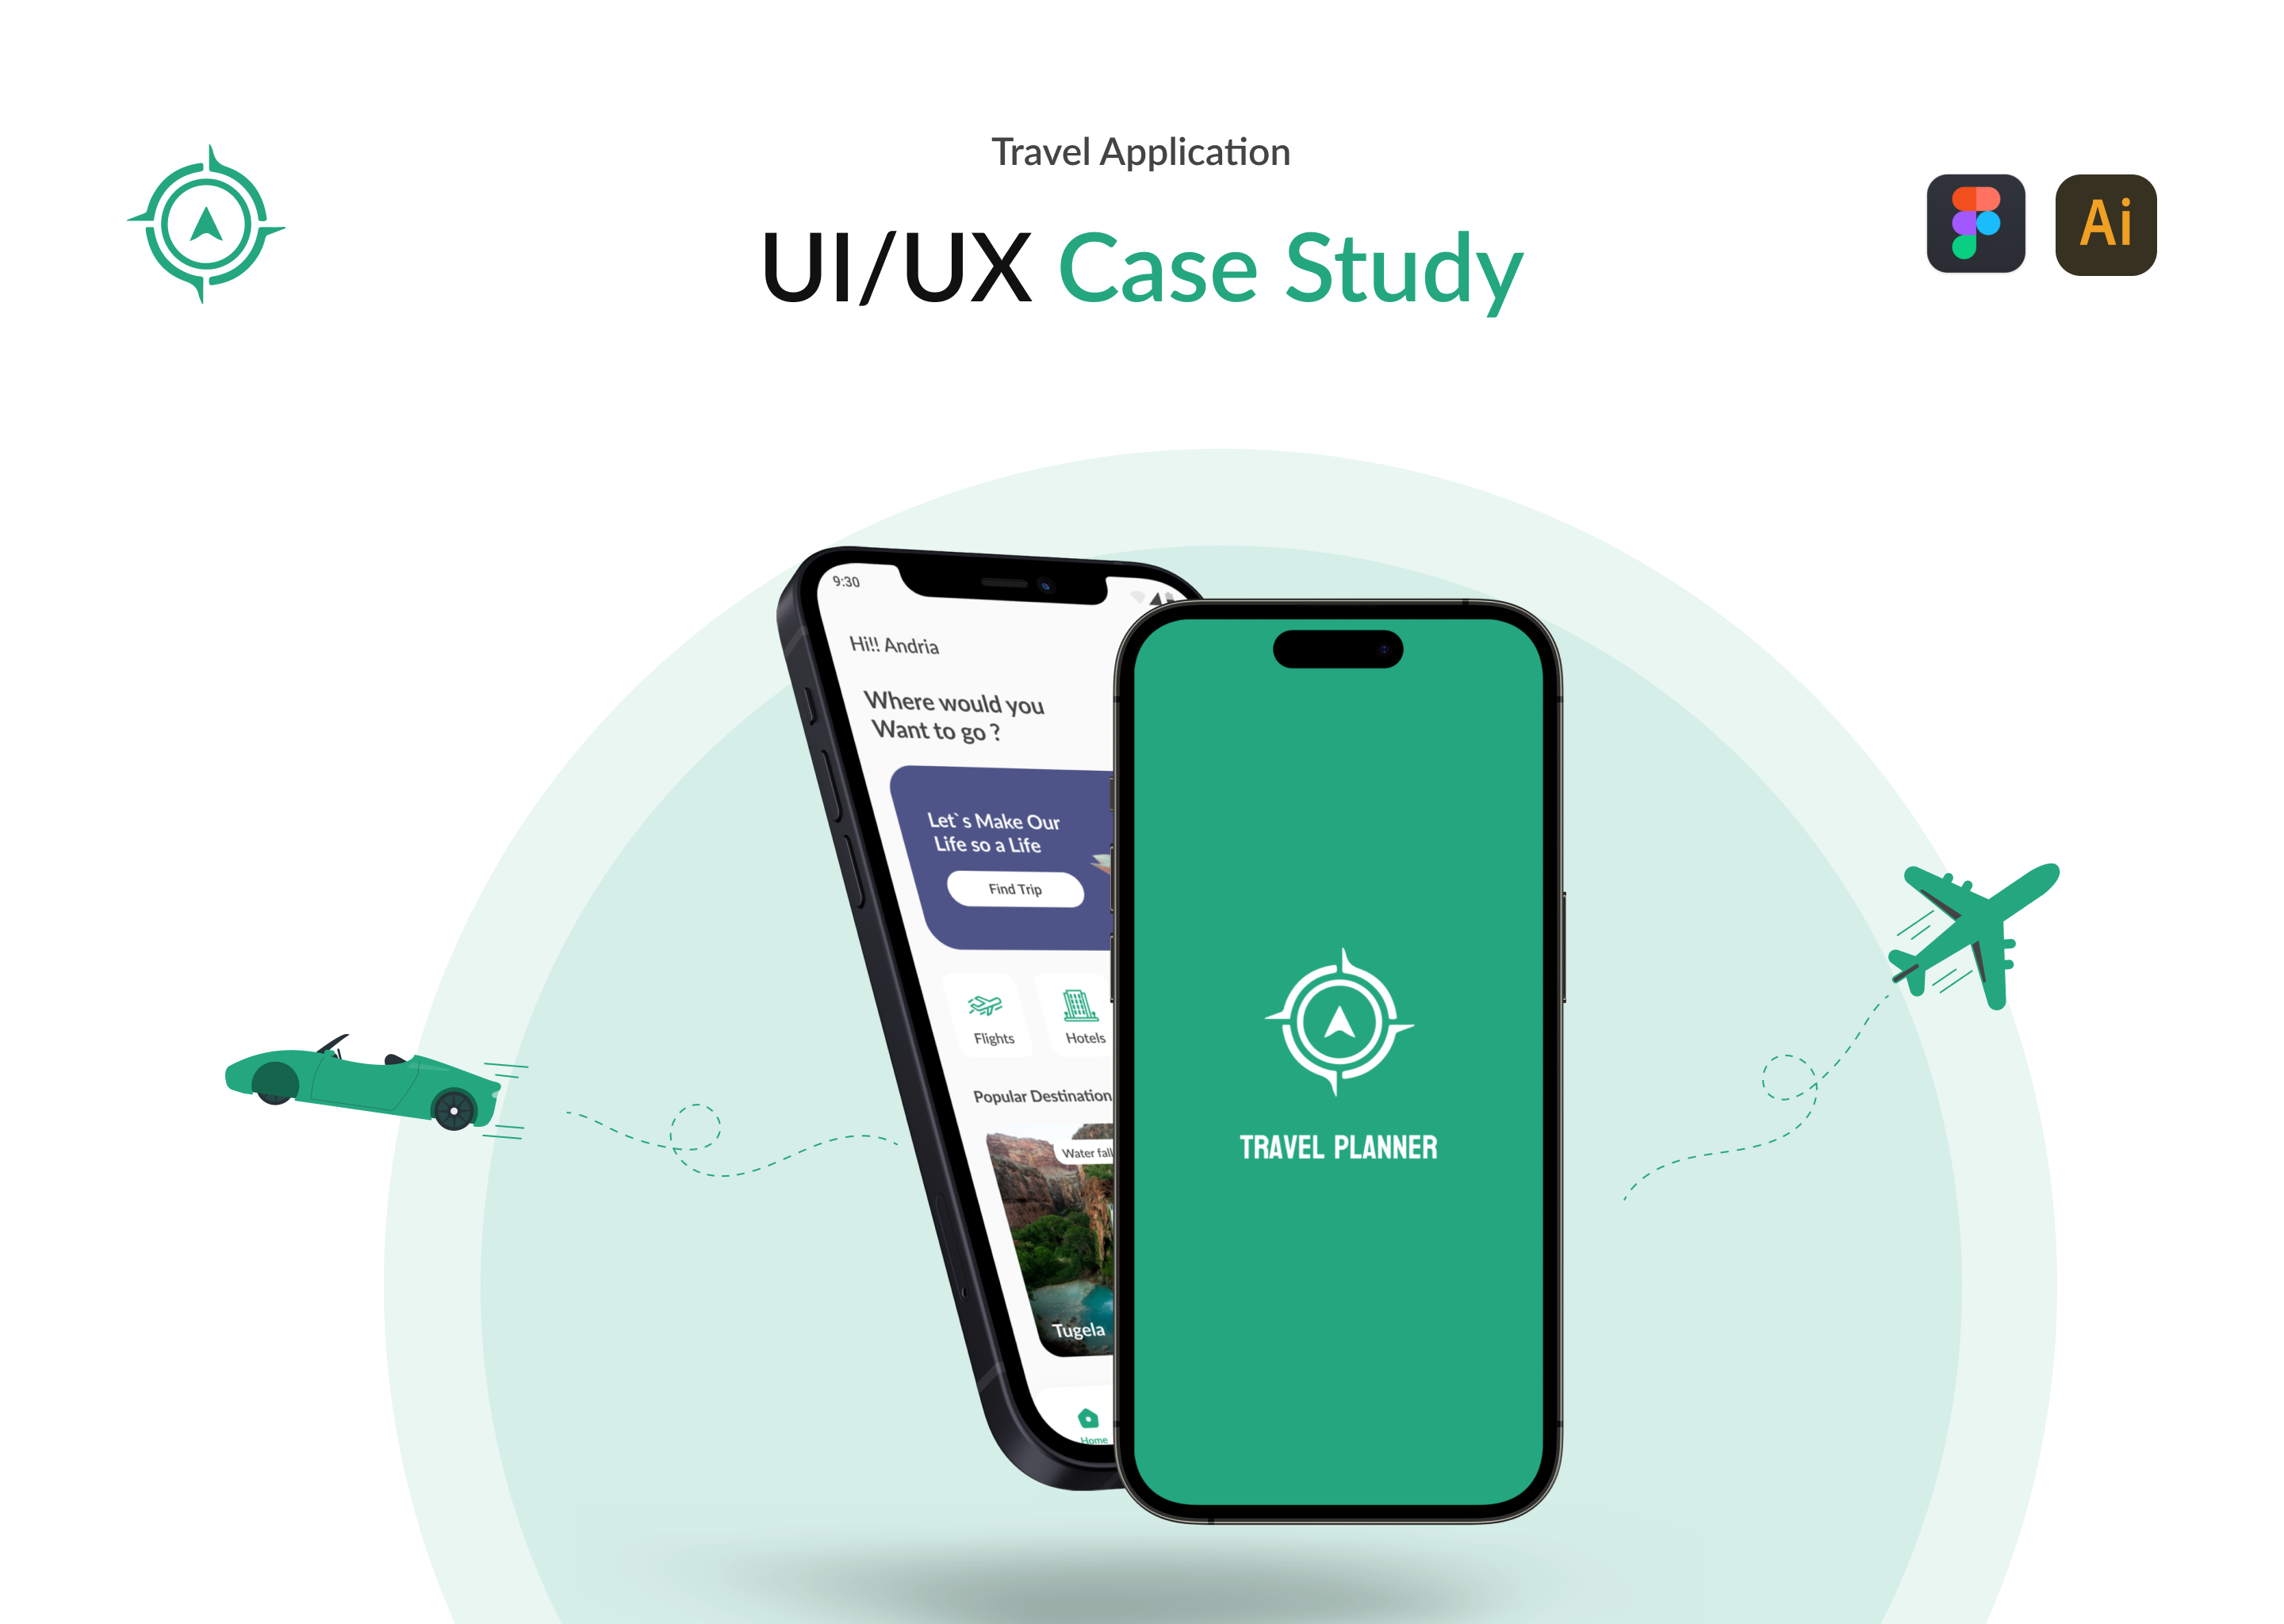 Travel Application
UI/UX Case Study
Ai
9:30
Hi!! Andria
Where would you
Want to go ?
Let`s Make Our
Life so a Life
Find Trip
Flights
Hotels
Popular Destination
Water fall
Tugela
Home
TRAVEL PLANNER